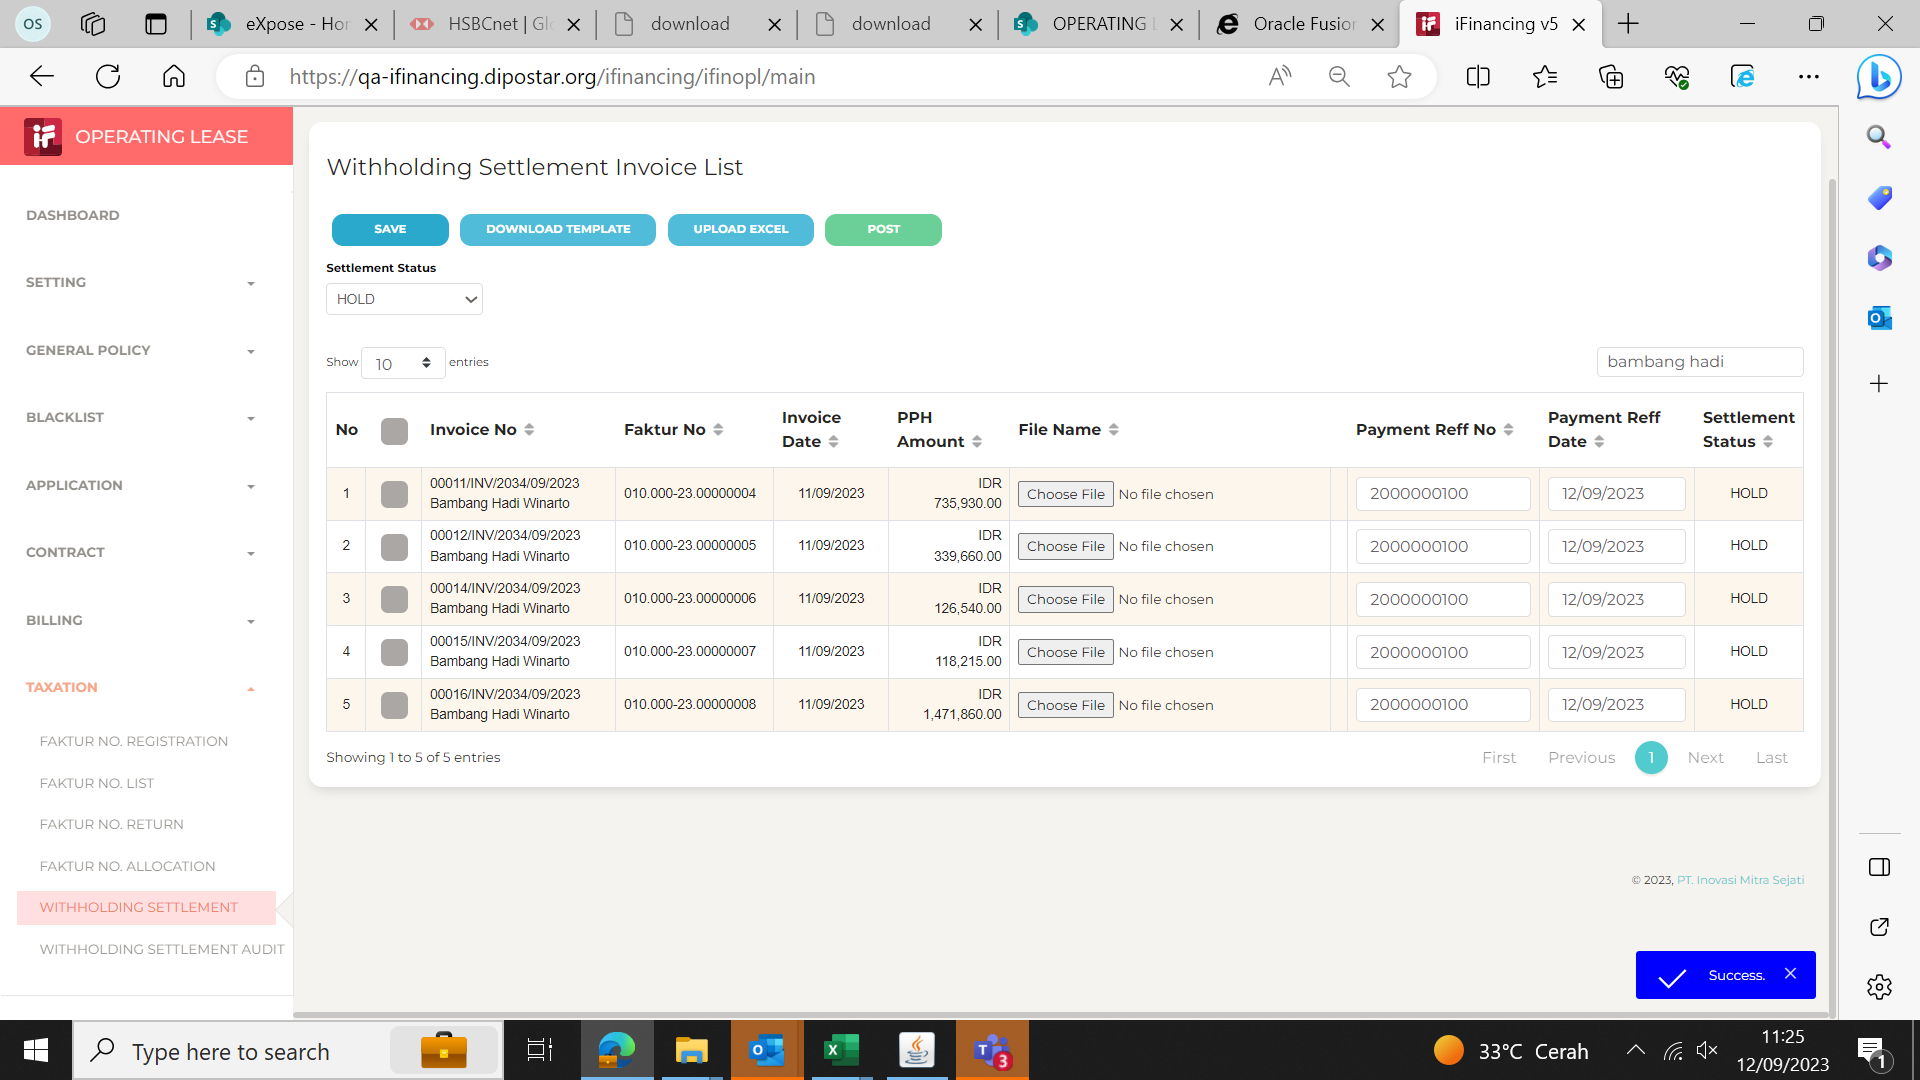 OS
eXpose - Hor
HSBCnet | Glo
download
download
OPERATING L
Oracle Fusion
iFinancing v5
https://qa-ifinancing.dipostar.org/ifinancing/ifinopl/main
iF OPERATING LEASE
DASHBOARD
SETTING
GENERAL POLICY
BLACKLIST
APPLICATION
CONTRACT
BILLING
TAXATION
FAKTUR NO. REGISTRATION
FAKTUR NO. LIST
FAKTUR NO. RETURN
FAKTUR NO. ALLOCATION
WITHHOLDING SETTLEMENT
WITHHOLDING SETTLEMENT AUDIT
Withholding Settlement Invoice List
SAVE DOWNLOAD TEMPLATE UPLOAD EXCEL POST
Settlement Status
HOLD
Show 10 entries
bambang hadi
No Invoice No Faktur No Invoice Date PPH Amount File Name Payment Reff No Payment Reff Date Settlement Status
1 00011/INV/2034/09/2023 Bambang Hadi Winarto 010.000-23.00000004 11/09/2023 IDR 735,930.00 Choose File No file chosen 2000000100 12/09/2023 HOLD
2 00012/INV/2034/09/2023 Bambang Hadi Winarto 010.000-23.00000005 11/09/2023 IDR 339,660.00 Choose File No file chosen 2000000100 12/09/2023 HOLD
3 00014/INV/2034/09/2023 Bambang Hadi Winarto 010.000-23.00000006 11/09/2023 IDR 126,540.00 Choose File No file chosen 2000000100 12/09/2023 HOLD
4 00015/INV/2034/09/2023 Bambang Hadi Winarto 010.000-23.00000007 11/09/2023 IDR 118,215.00 Choose File No file chosen 2000000100 12/09/2023 HOLD
5 00016/INV/2034/09/2023 Bambang Hadi Winarto 010.000-23.00000008 11/09/2023 IDR 1,471,860.00 Choose File No file chosen 2000000100 12/09/2023 HOLD
Showing 1 to 5 of 5 entries
First Previous 1 Next Last
© 2023, PT. Inovasi Mitra Sejati
Success.
Type here to search
3
33°C Cerah
11:25
12/09/2023
1